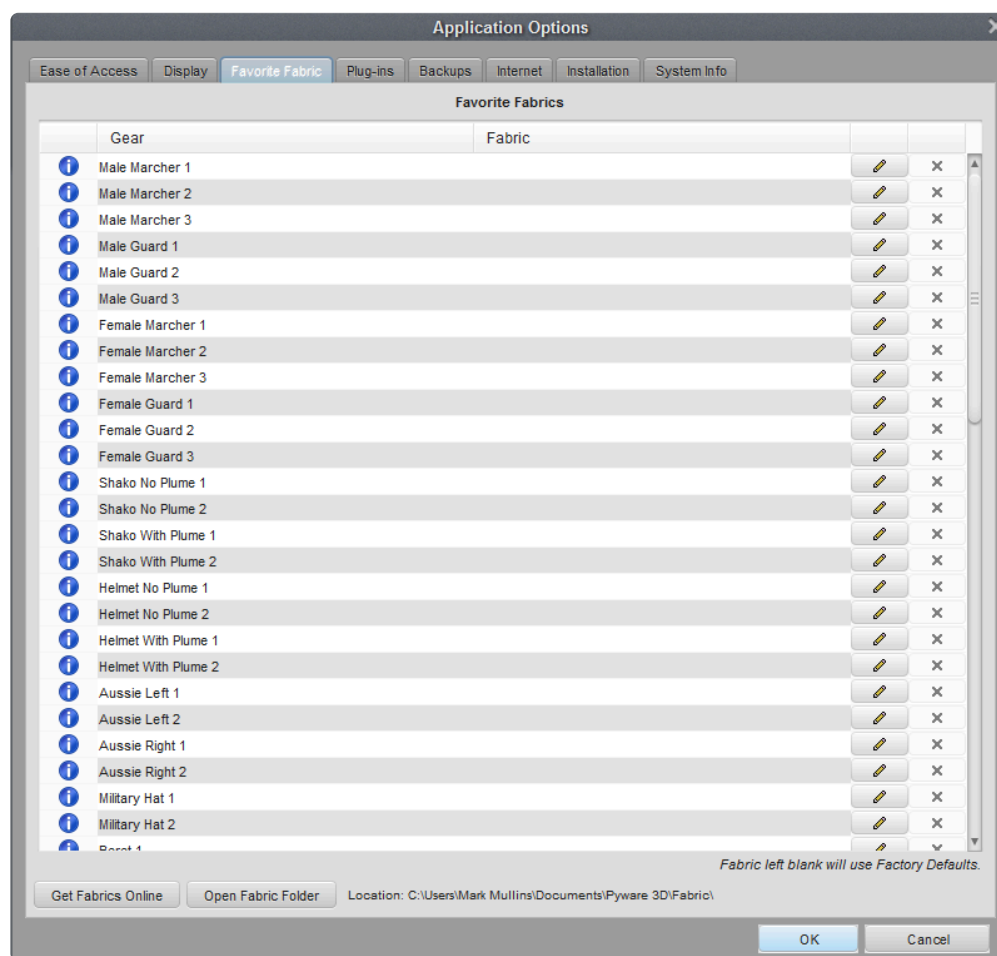 Application Options
Ease of Access Display Favorite Fabric Plug-ins Backups Internet Installation System Info
Favorite Fabrics
Gear Fabric
Male Marcher 1
Male Marcher 2
Male Marcher 3
Male Guard 1
Male Guard 2
Male Guard 3
Female Marcher 1
Female Marcher 2
Female Marcher 3
Female Guard 1
Female Guard 2
Female Guard 3
Shako No Plume 1
Shako No Plume 2
Shako With Plume 1
Shako With Plume 2
Helmet No Plume 1
Helmet No Plume 2
Helmet With Plume 1
Helmet With Plume 2
Aussie Left 1
Aussie Left 2
Aussie Right 1
Aussie Right 2
Military Hat 1
Military Hat 2
Beret 1
Fabric left blank will use Factory Defaults.
Get Fabrics Online Open Fabric Folder Location: C:\Users\Mark Mullins\Documents\Pyware 3D\Fabric\
OK Cancel